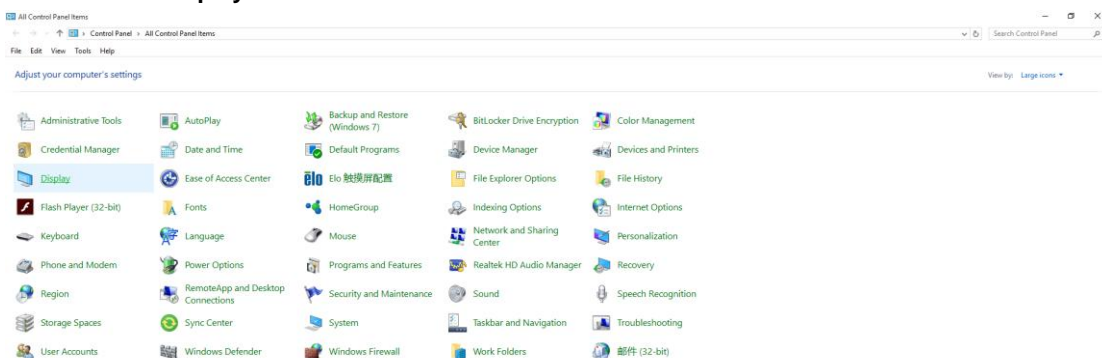 All Control Panel Items
Control Panel > All Control Panel Items
Search Control Panel
File Edit View Tools Help
Adjust your computer's settings
View by: Large icons
Administrative Tools
AutoPlay
Backup and Restore
(Windows 7)
BitLocker Drive Encryption
Color Management
Credential Manager
Date and Time
Default Programs
Device Manager
Devices and Printers
Display
Ease of Access Center
elo
Elo 触摸屏配置
File Explorer Options
File History
Flash Player (32-bit)
Fonts
HomeGroup
Indexing Options
Internet Options
Keyboard
Language
Mouse
Network and Sharing
Center
Personalization
Phone and Modem
Power Options
Programs and Features
Realtek HD Audio Manager
Recovery
Region
RemoteApp and Desktop
Connections
Security and Maintenance
Sound
Speech Recognition
Storage Spaces
Sync Center
System
Taskbar and Navigation
Troubleshooting
User Accounts
Windows Defender
Windows Firewall
Work Folders
邮件 (32-bit)